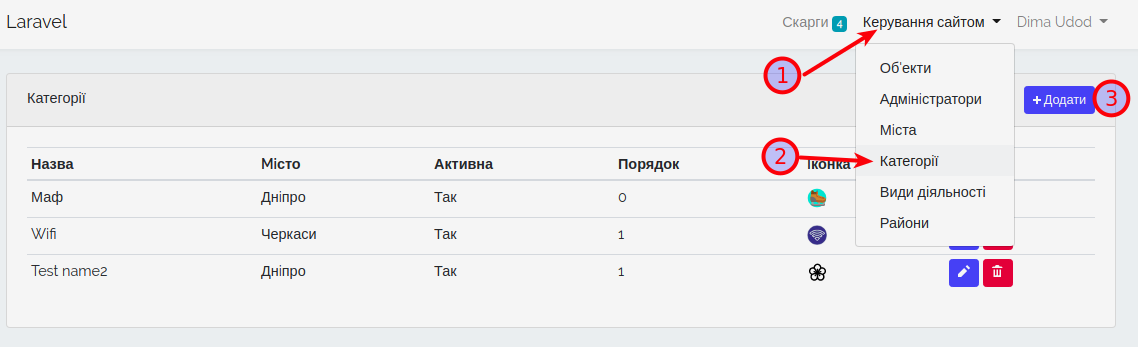 Laravel
Скарги 4 Керування сайтом Dima Udod
1
Об'екти
Адміністратори
Міста
Категорії
Види діяльності
Райони
Категорії
+ Додати 3
2
Назва Місто Активна Порядок Іконка
Маф Дніпро Так 0
Wifi Черкаси Так 1
Test name2 Дніпро Так 1